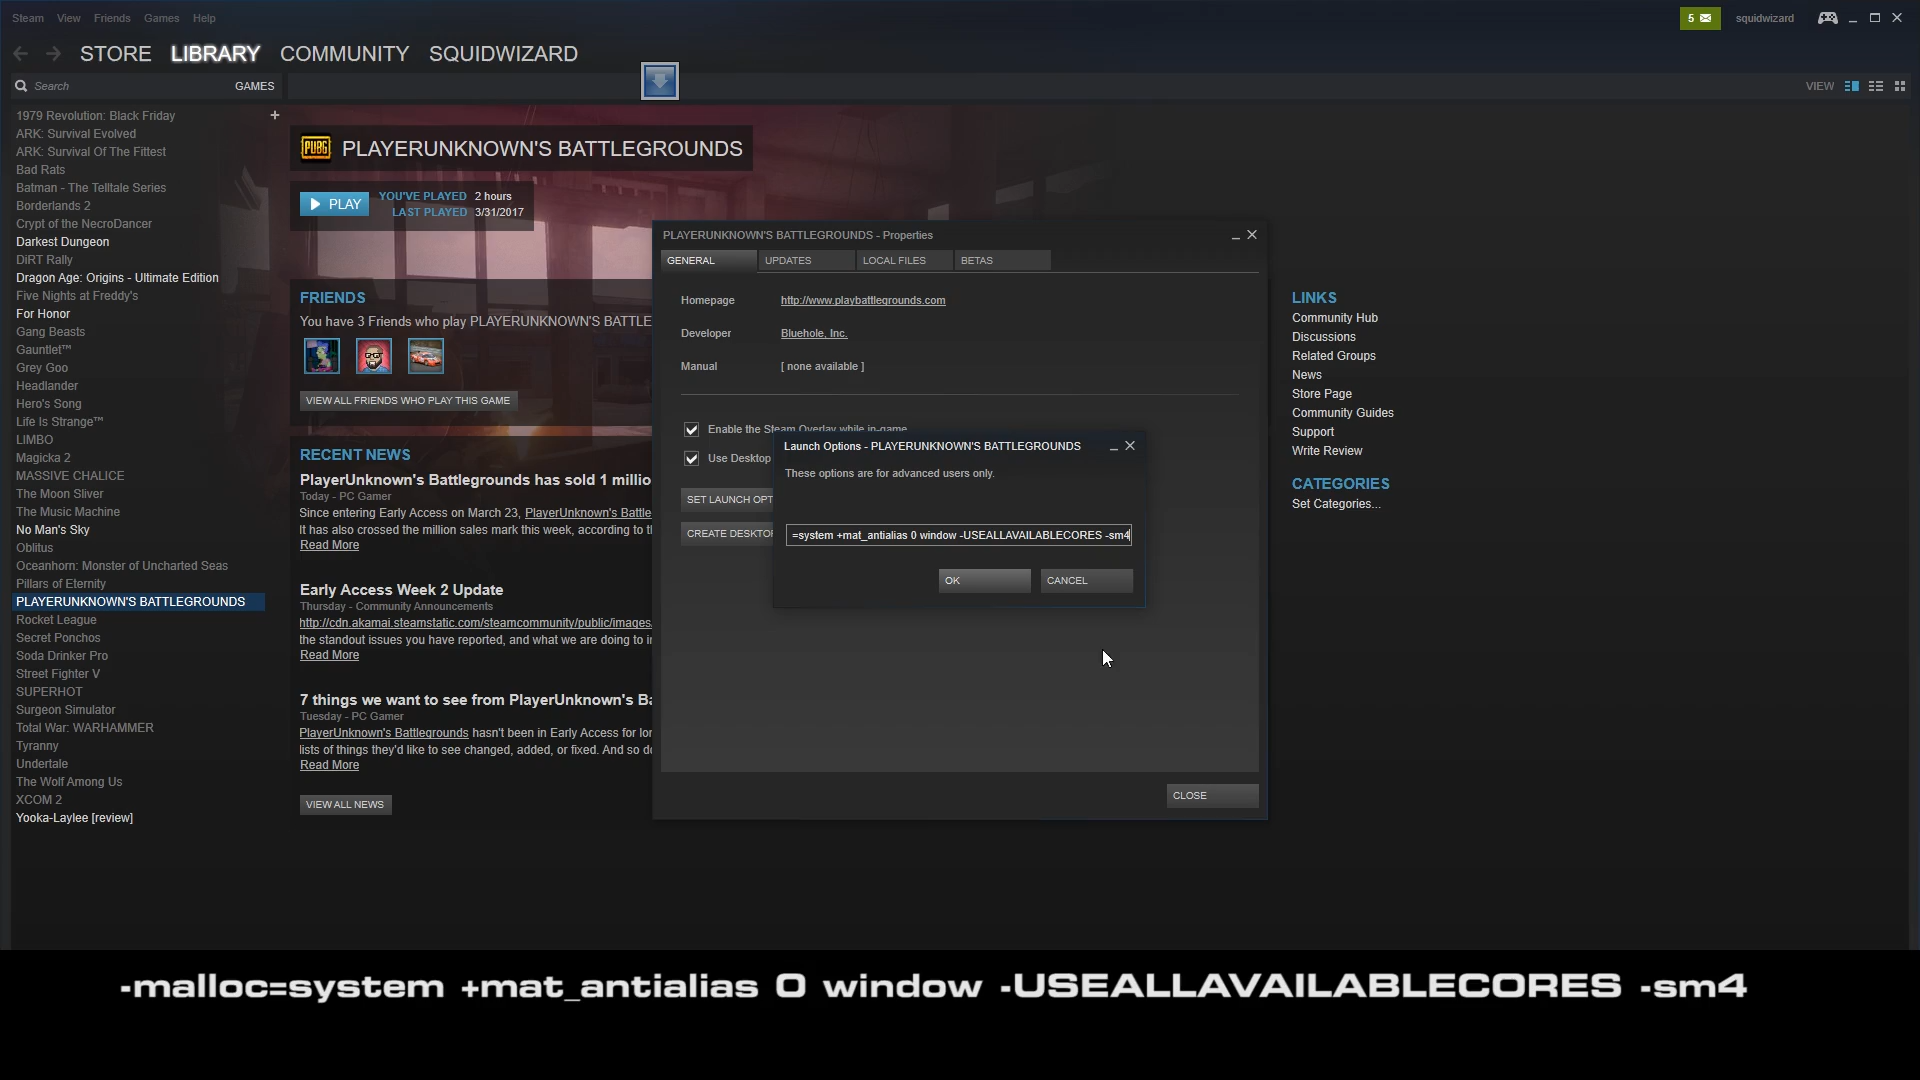 Steam View Friends Games Help
5 squidwizard
STORE LIBRARY COMMUNITY SQUIDWIZARD
Search GAMES
VIEW
1979 Revolution: Black Friday +
ARK: Survival Evolved
ARK: Survival Of The Fittest
Bad Rats
Batman - The Telltale Series
Borderlands 2
Crypt of the NecroDancer
Darkest Dungeon
DiRT Rally
Dragon Age: Origins - Ultimate Edition
Five Nights at Freddy's
For Honor
Gang Beasts
Gauntlet™
Grey Goo
Headlander
Hero's Song
Life Is Strange™
LIMBO
Magicka 2
MASSIVE CHALICE
The Moon Sliver
The Music Machine
No Man's Sky
Oblitus
Oceanhorn: Monster of Uncharted Seas
Pillars of Eternity
PLAYERUNKNOWN'S BATTLEGROUNDS
Rocket League
Secret Ponchos
Soda Drinker Pro
Street Fighter V
SUPERHOT
Surgeon Simulator
Total War: WARHAMMER
Tyranny
Undertale
The Wolf Among Us
XCOM 2
Yooka-Laylee [review]
PUBG PLAYERUNKNOWN'S BATTLEGROUNDS
PLAY
YOU'VE PLAYED 2 hours
LAST PLAYED 3/31/2017
FRIENDS
You have 3 Friends who play PLAYERUNKNOWN'S BATTLE
VIEW ALL FRIENDS WHO PLAY THIS GAME
RECENT NEWS
PlayerUnknown's Battlegrounds has sold 1 millio
Today - PC Gamer
Since entering Early Access on March 23, PlayerUnknown's Battle
It has also crossed the million sales mark this week, according to
Read More
Early Access Week 2 Update
Thursday - Community Announcements
http://cdn.akamai.steamstatic.com/steamcommunity/public/images
the standout issues you have reported, and what we are doing to
Read More
7 things we want to see from PlayerUnknown's Ba
Tuesday - PC Gamer
PlayerUnknown's Battlegrounds hasn't been in Early Access for lon
lists of things they'd like to see changed, added, or fixed. And so
Read More
VIEW ALL NEWS
PLAYERUNKNOWN'S BATTLEGROUNDS - Properties
GENERAL UPDATES LOCAL FILES BETAS
Homepage http://www.playbattlegrounds.com
Developer Bluehole, Inc.
Manual [ none available ]
Enable the Steam Overlay while in-game
Use Desktop
SET LAUNCH OPT
CREATE DESKTOP
Launch Options - PLAYERUNKNOWN'S BATTLEGROUNDS
These options are for advanced users only.
=system +mat_antialias 0 window -USEALLAVAILABLECORES -sm4
OK CANCEL
CLOSE
LINKS
Community Hub
Discussions
Related Groups
News
Store Page
Community Guides
Support
Write Review
CATEGORIES
Set Categories...
-malloc=system +mat_antialias 0 window -USEALLAVAILABLECORES -sm4